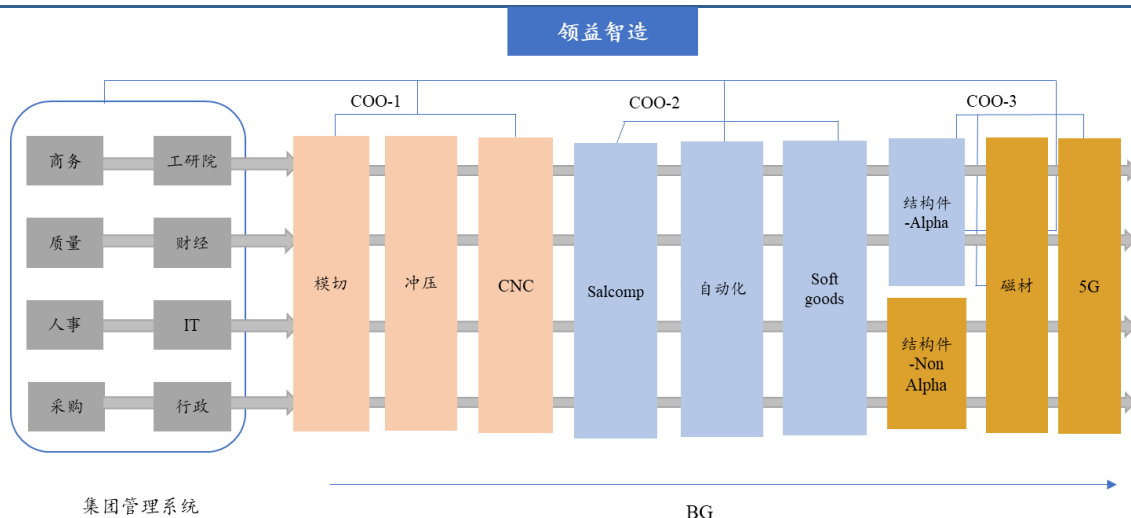 领益智造
COO-1
COO-2
COO-3
商务
工研院
质量
财经
人事
IT
采购
行政
模切
冲压
CNC
Salcomp
自动化
Soft
goods
结构件
-Alpha
结构件
-Non
Alpha
磁材
5G
集团管理系统
BG